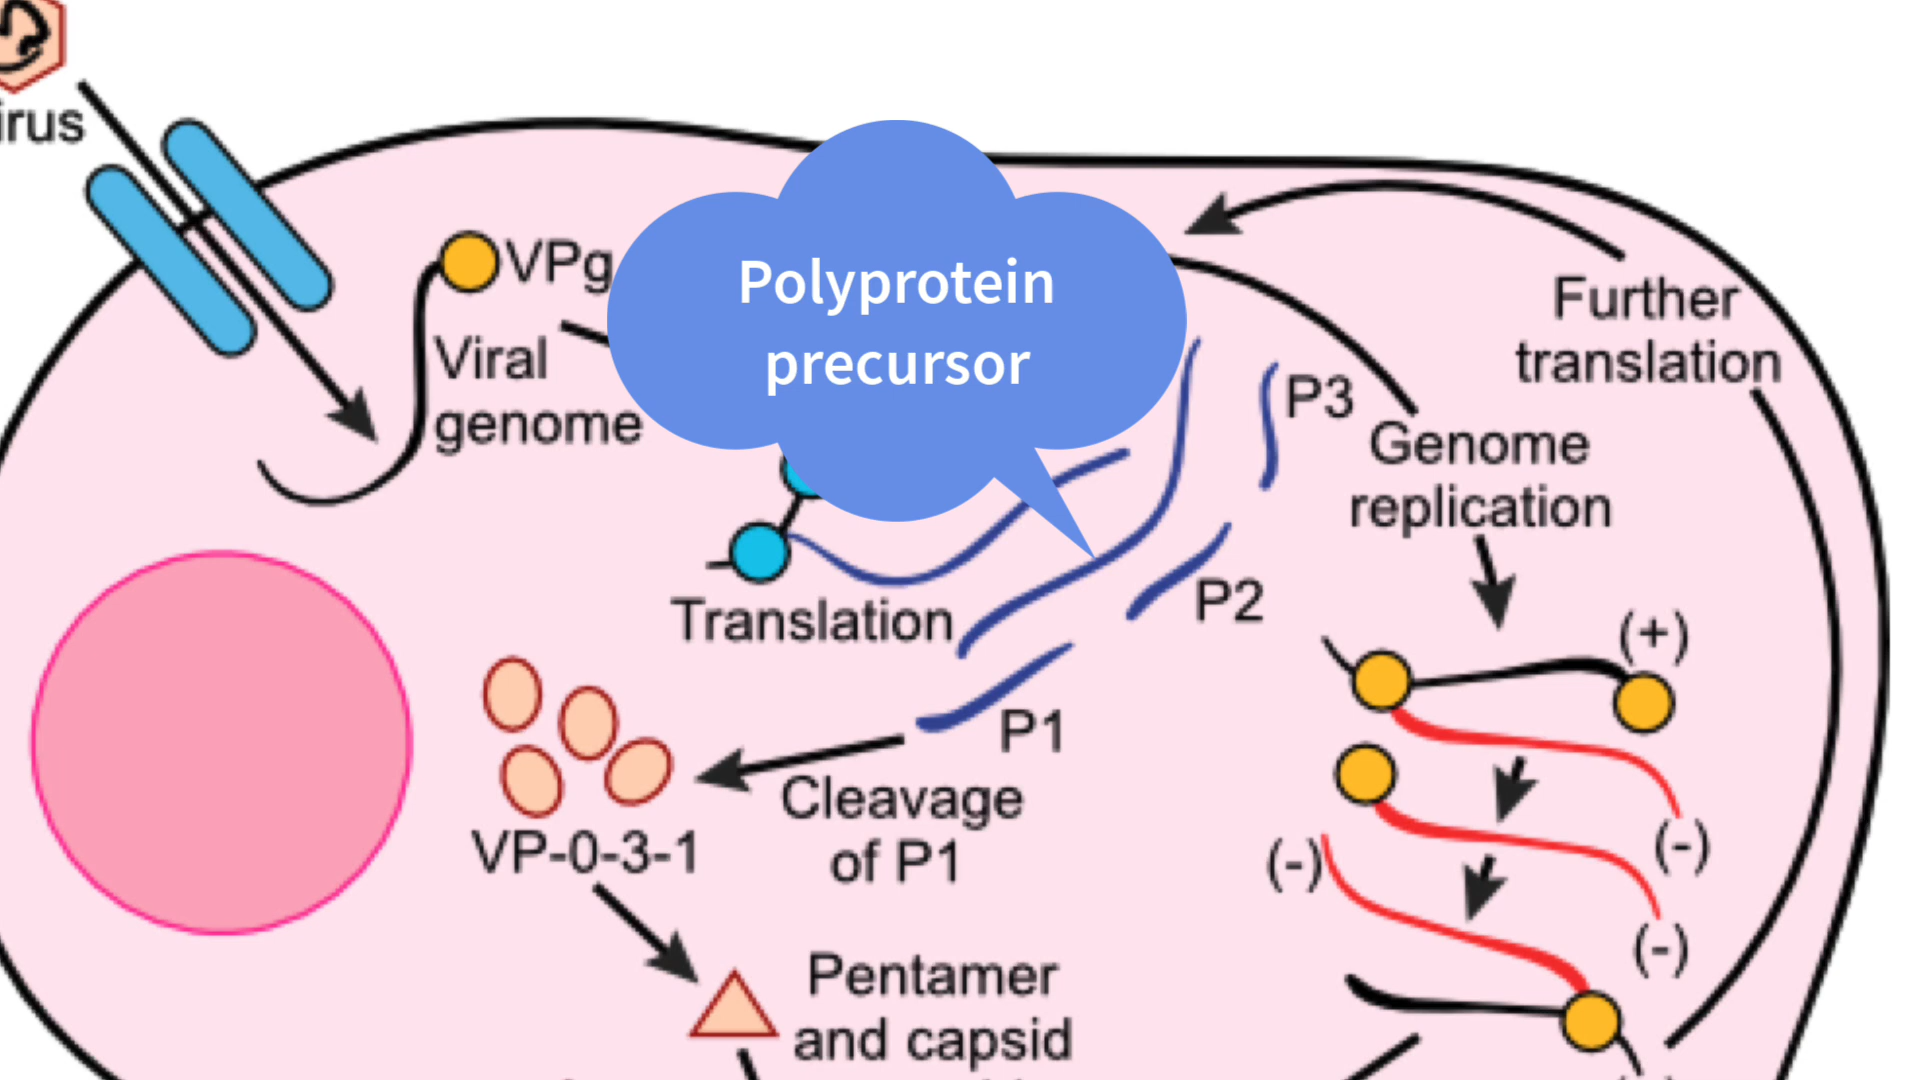 irus
VPg
Viral
genome
Polyprotein
precursor
Further
translation
P3
Genome
replication
P2
Translation
(+)
P1
Cleavage
of P1
VP-0-3-1
(-)
(-)
(-)
Pentamer
and capsid